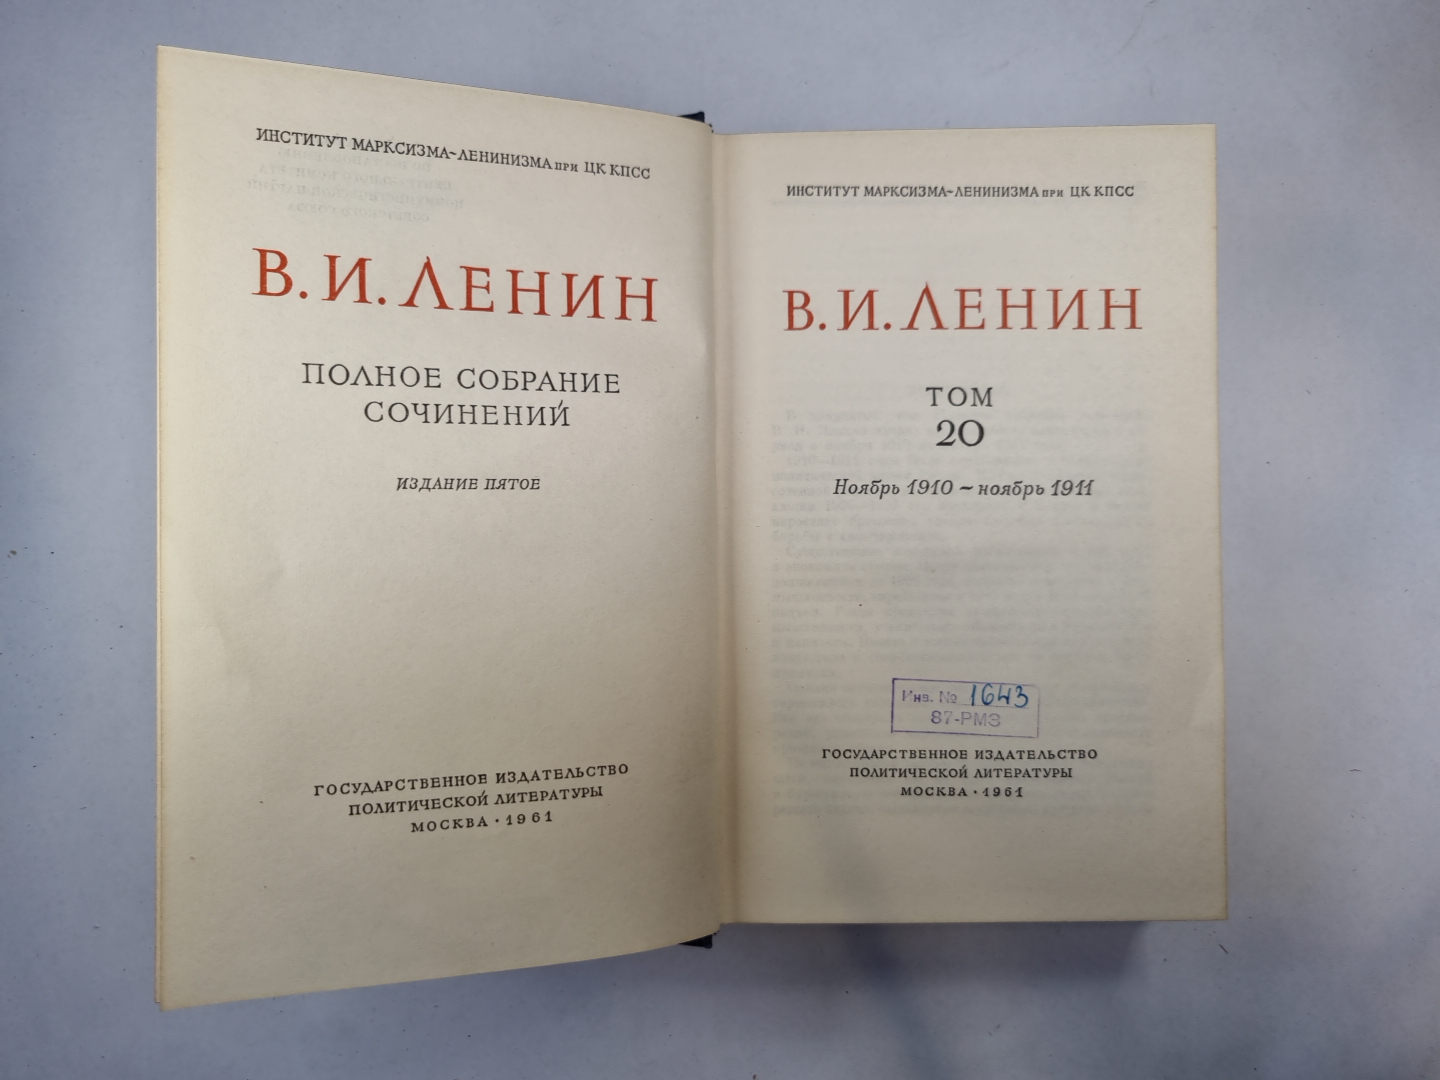 ИНСТИТУТ МАРКСИЗМА-ЛЕНИНИЗМА ПРИ ЦК КПСС
В. И. ЛЕНИН
ПОЛНОЕ СОБРАНИЕ
СОЧИНЕНИЙ
ИЗДАНИЕ ПЯТОЕ
ГОСУДАРСТВЕННОЕ ИЗДАТЕЛЬСТВО
ПОЛИТИЧЕСКОЙ ЛИТЕРАТУРЫ
МОСКВА · 1961
ИНСТИТУТ МАРКСИЗМА-ЛЕНИНИЗМА ПРИ ЦК КПСС
В. И. ЛЕНИН
ТОМ
20
Ноябрь 1910 ~ ноябрь 1911
Инв. № 1643
87-РМЗ
ГОСУДАРСТВЕННОЕ ИЗДАТЕЛЬСТВО
ПОЛИТИЧЕСКОЙ ЛИТЕРАТУРЫ
МОСКВА · 1961